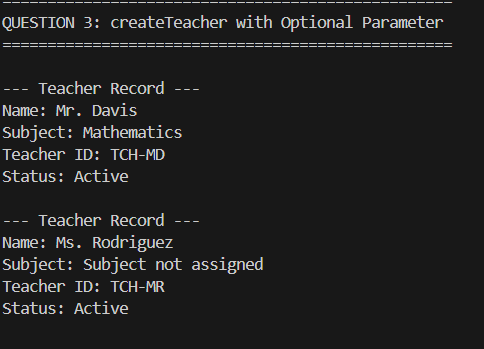 ==================================================
QUESTION 3: createTeacher with Optional Parameter
==================================================
--- Teacher Record ---
Name: Mr. Davis
Subject: Mathematics
Teacher ID: TCH-MD
Status: Active
--- Teacher Record ---
Name: Ms. Rodriguez
Subject: Subject not assigned
Teacher ID: TCH-MR
Status: Active